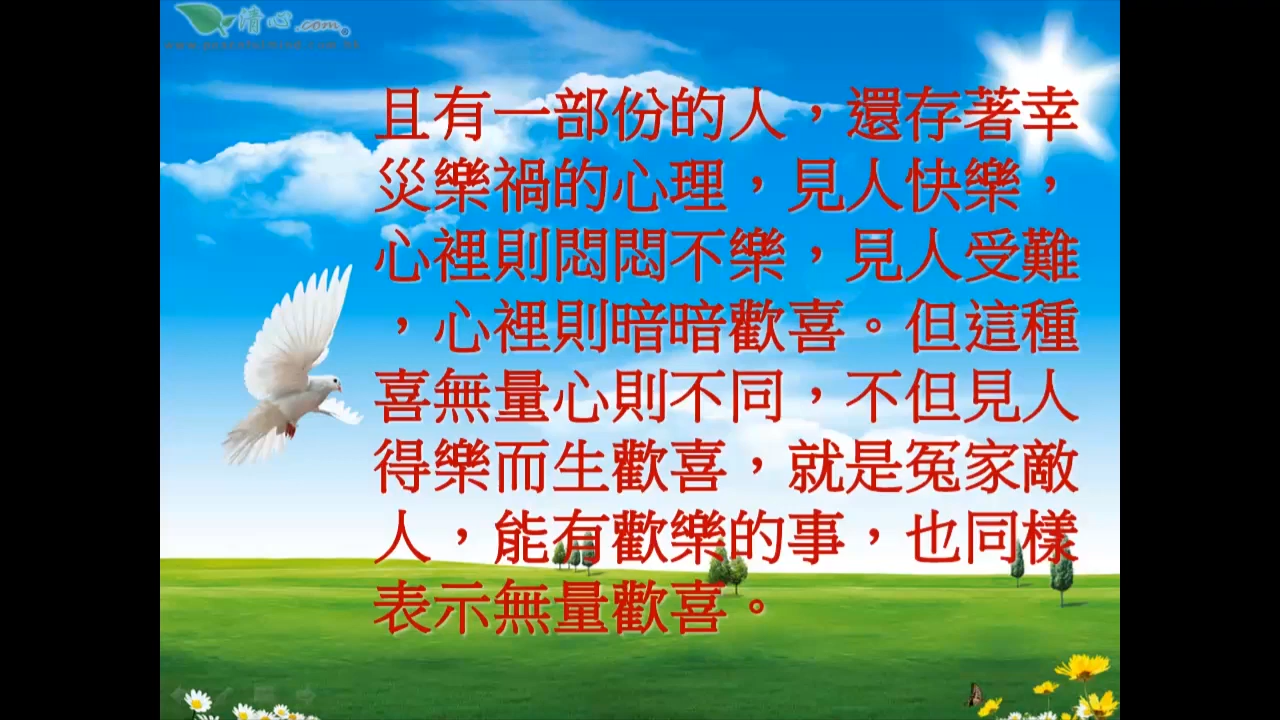 清心.com
且有一部份的人，還存著幸
災樂禍的心理，見人快樂，
心裡則悶悶不樂，見人受難
，心裡則暗暗歡喜。但這種
喜無量心則不同，不但見人
得樂而生歡喜，就是冤家敵
人，能有歡樂的事，也同樣
表示無量歡喜。